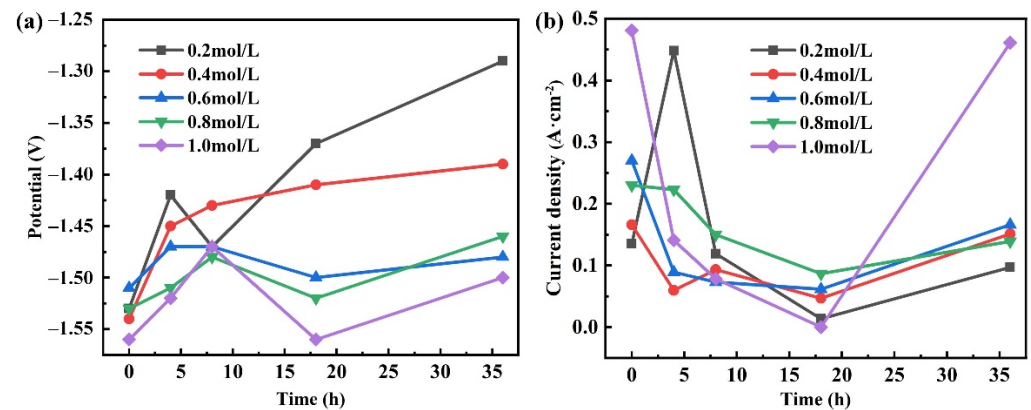 (a)
−1.25
−1.30
−1.35
−1.40
−1.45
−1.50
−1.55
Potential (V)
0.2mol/L
0.4mol/L
0.6mol/L
0.8mol/L
1.0mol/L
0 5 10 15 20 25 30 35
Time (h)
(b)
0.5
0.4
0.3
0.2
0.1
0.0
Current density (A·cm⁻²)
0.2mol/L
0.4mol/L
0.6mol/L
0.8mol/L
1.0mol/L
0 5 10 15 20 25 30 35
Time (h)